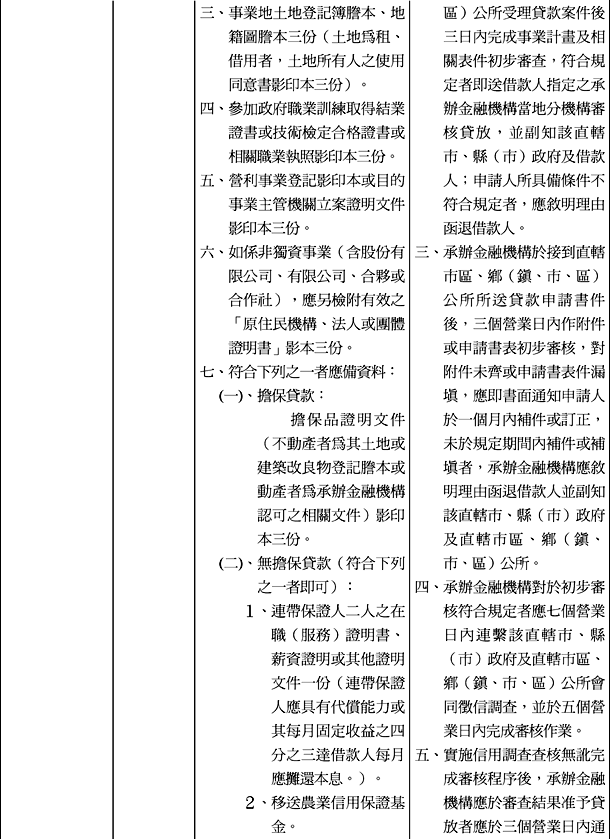 三、事業地土地登記簿謄本、地
籍圖謄本三份（土地為租、
借用者，土地所有人之使用
同意書影印本三份）。
四、參加政府職業訓練取得結業
證書或技術檢定合格證書或
相關職業執照影印本三份。
五、營利事業登記影印本或目的
事業主管機關立案證明文件
影印本三份。
六、如係非獨資事業（含股份有
限公司、有限公司、合夥或
合作社），應另檢附有效之
「原住民機構、法人或團體
證明書」影本三份。
七、符合下列之一者應備資料：
(一)、擔保貸款：
擔保品證明文件
（不動產者為其土地或
建築改良物登記謄本或
動產者為承辦金融機構
認可之相關文件）影印
本三份。
(二)、無擔保貸款（符合下列
之一者即可）：
１、連帶保證人二人之在
職（服務）證明書、
薪資證明或其他證明
文件一份（連帶保證
人應具有代償能力或
其每月固定收益之四
分之三達借款人每月
應攤還本息。）。
２、移送農業信用保證基
金。
區）公所受理貸款案件後
三日內完成事業計畫及相
關表件初步審查，符合規
定者即送借款人指定之承
辦金融機構當地分機構審
核貸放，並副知該直轄
市、縣（市）政府及借款
人；申請人所具備條件不
符合規定者，應敘明理由
函退借款人。
三、承辦金融機構於接到直轄
市區、鄉（鎮、市、區）
公所所送貸款申請書件
後，三個營業日內作附件
或申請書表初步審核，對
附件未齊或申請書表件漏
填，應即書面通知申請人
於一個月內補件或訂正，
未於規定期間內補件或補
填者，承辦金融機構應敘
明理由函退借款人並副知
該直轄市、縣（市）政府
及直轄市區、鄉（鎮、
市、區）公所。
四、承辦金融機構對於初步審
核符合規定者應七個營業
日內連繫該直轄市、縣
（市）政府及直轄市區、
鄉（鎮、市、區）公所會
同徵信調查，並於五個營
業日內完成審核作業。
五、實施信用調查查核無訛完
成審核程序後，承辦金融
機構應於審查結果准予貸
放者應於三個營業日內通